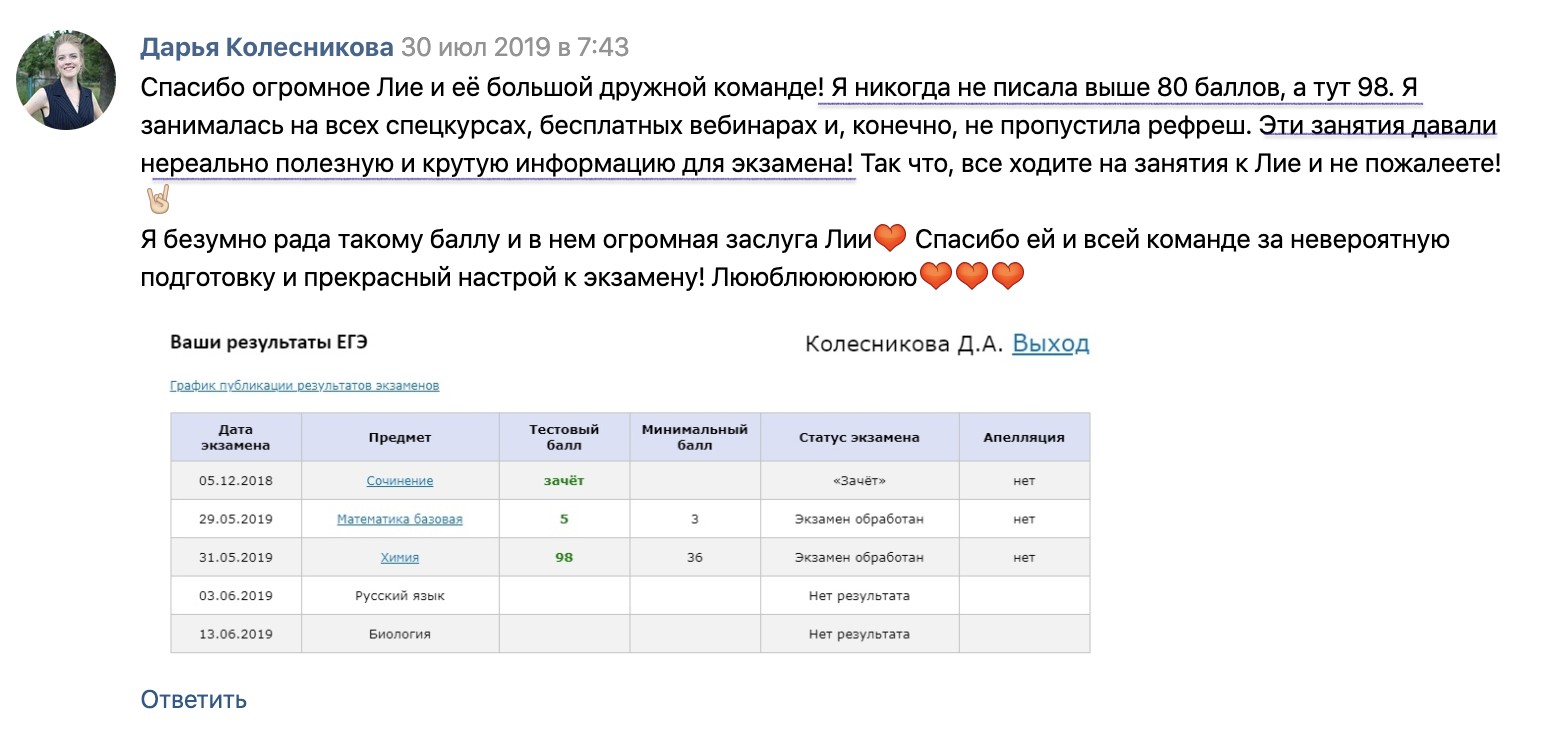 Дарья Колесникова 30 июл 2019 в 7:43
Спасибо огромное Лие и её большой дружной команде! Я никогда не писала выше 80 баллов, а тут 98. Я
занималась на всех спецкурсах, бесплатных вебинарах и, конечно, не пропустила рефреш. Эти занятия давали
нереально полезную и крутую информацию для экзамена! Так что, все ходите на занятия к Лие и не пожалеете!
🤘🏻
Я безумно рада такому баллу и в нем огромная заслуга Лии❤ Спасибо ей и всей команде за невероятную
подготовку и прекрасный настрой к экзамену! Лююблюююююю❤❤❤
Ваши результаты ЕГЭ Колесникова Д.А. Выход
График публикации результатов экзаменов
Дата экзамена Предмет Тестовый балл Минимальный балл Статус экзамена Апелляция
05.12.2018 Сочинение зачёт «Зачёт» нет
29.05.2019 Математика базовая 5 3 Экзамен обработан нет
31.05.2019 Химия 98 36 Экзамен обработан нет
03.06.2019 Русский язык Нет результата
13.06.2019 Биология Нет результата
Ответить